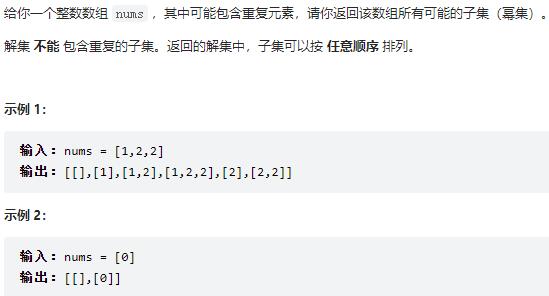 给你一个整数数组 nums ，其中可能包含重复元素，请你返回该数组所有可能的子集（幂集）。
解集 不能 包含重复的子集。返回的解集中，子集可以按 任意顺序 排列。
示例 1：
输入：nums = [1,2,2]
输出：[[],[1],[1,2],[1,2,2],[2],[2,2]]
示例 2：
输入：nums = [0]
输出：[[],[0]]